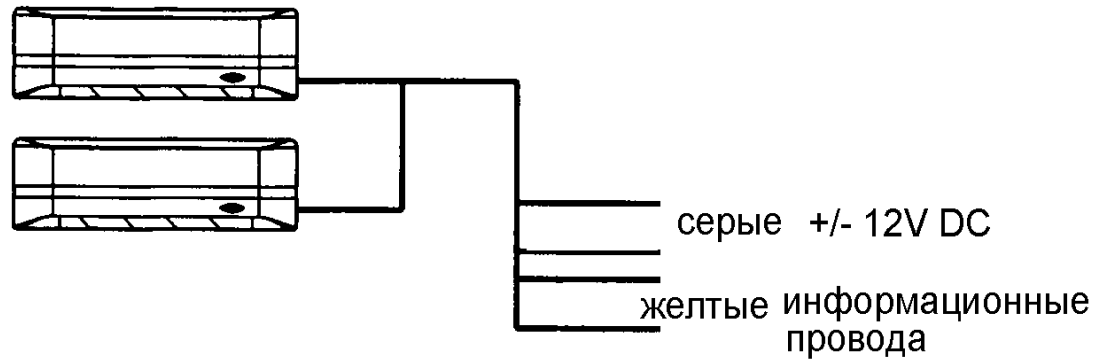 серые +/- 12V DC
желтые информационные
провода